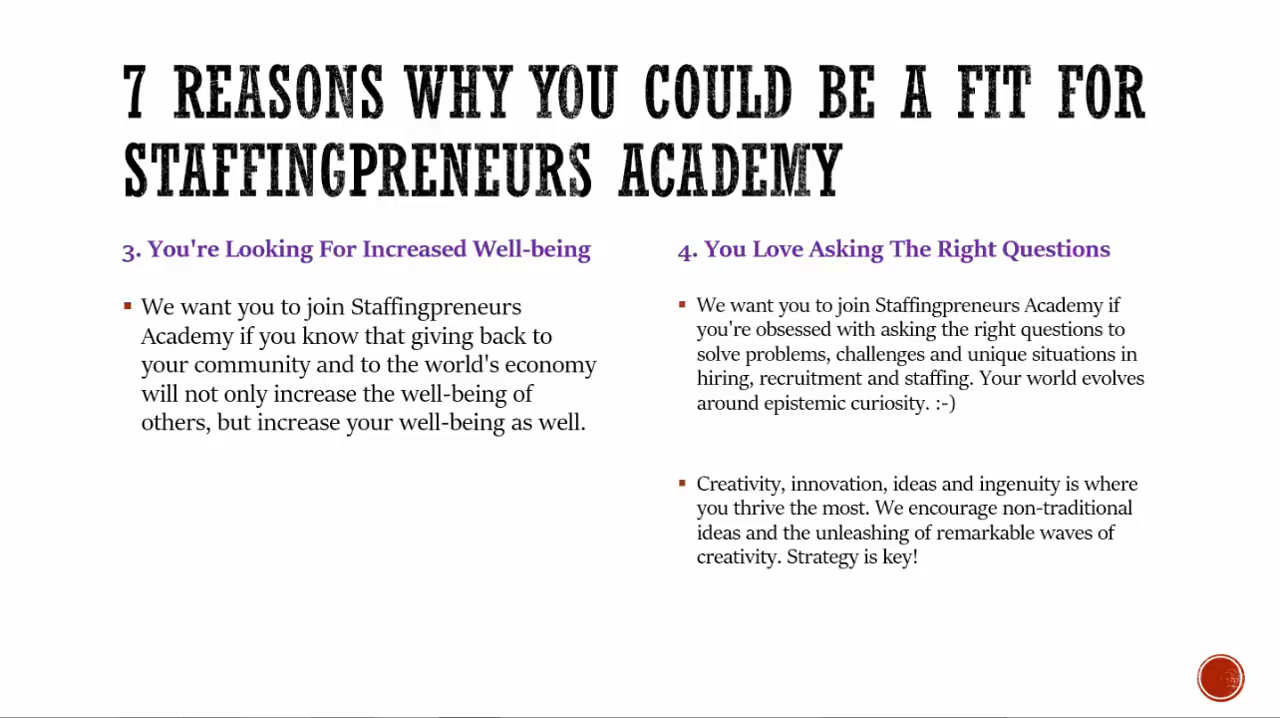 7 REASONS WHY YOU COULD BE A FIT FOR
STAFFINGPRENEURS ACADEMY
3. You're Looking For Increased Well-being
▪ We want you to join Staffingpreneurs
Academy if you know that giving back to
your community and to the world's economy
will not only increase the well-being of
others, but increase your well-being as well.
4. You Love Asking The Right Questions
▪ We want you to join Staffingpreneurs Academy if
you're obsessed with asking the right questions to
solve problems, challenges and unique situations in
hiring, recruitment and staffing. Your world evolves
around epistemic curiosity. :-)
▪ Creativity, innovation, ideas and ingenuity is where
you thrive the most. We encourage non-traditional
ideas and the unleashing of remarkable waves of
creativity. Strategy is key!